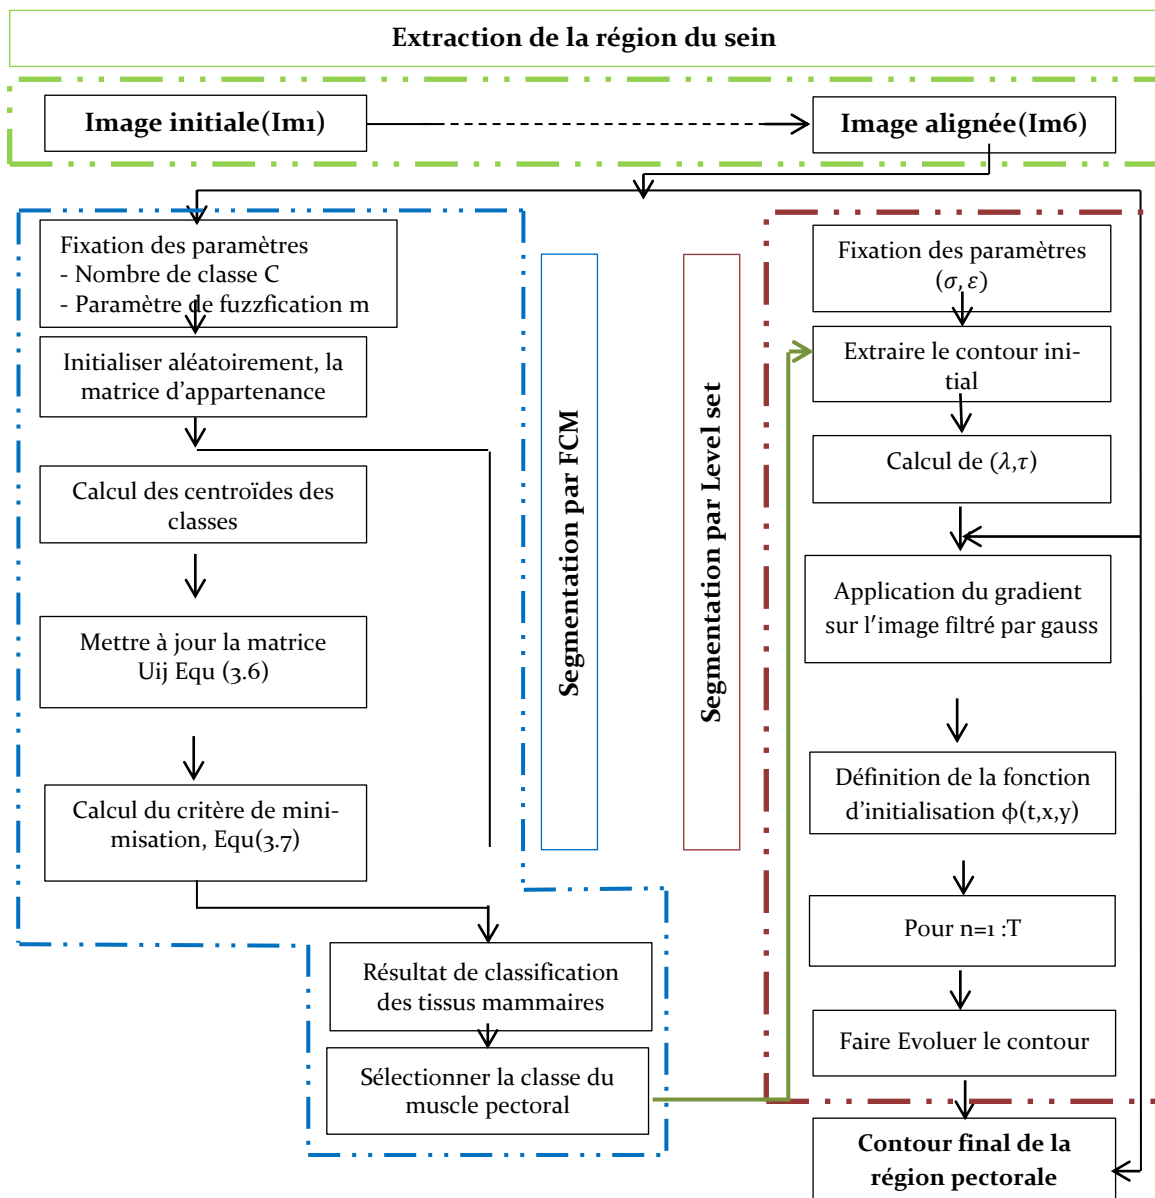 Extraction de la région du sein
Image initiale(Im1)
Image alignée(Im6)
Fixation des paramètres
- Nombre de classe C
- Paramètre de fuzzfication m
Initialiser aléatoirement, la
matrice d’appartenance
Calcul des centroïdes des
classes
Mettre à jour la matrice
Uij Equ (3.6)
Calcul du critère de mini-
misation, Equ(3.7)
Résultat de classification
des tissus mammaires
Sélectionner la classe du
muscle pectoral
Segmentation par FCM
Segmentation par Level set
Fixation des paramètres
(σ, ε)
Extraire le contour ini-
tial
Calcul de (λ,τ)
Application du gradient
sur l’image filtré par gauss
Définition de la fonction
d’initialisation ϕ(t,x,y)
Pour n=1 :T
Faire Evoluer le contour
Contour final de la
région pectorale